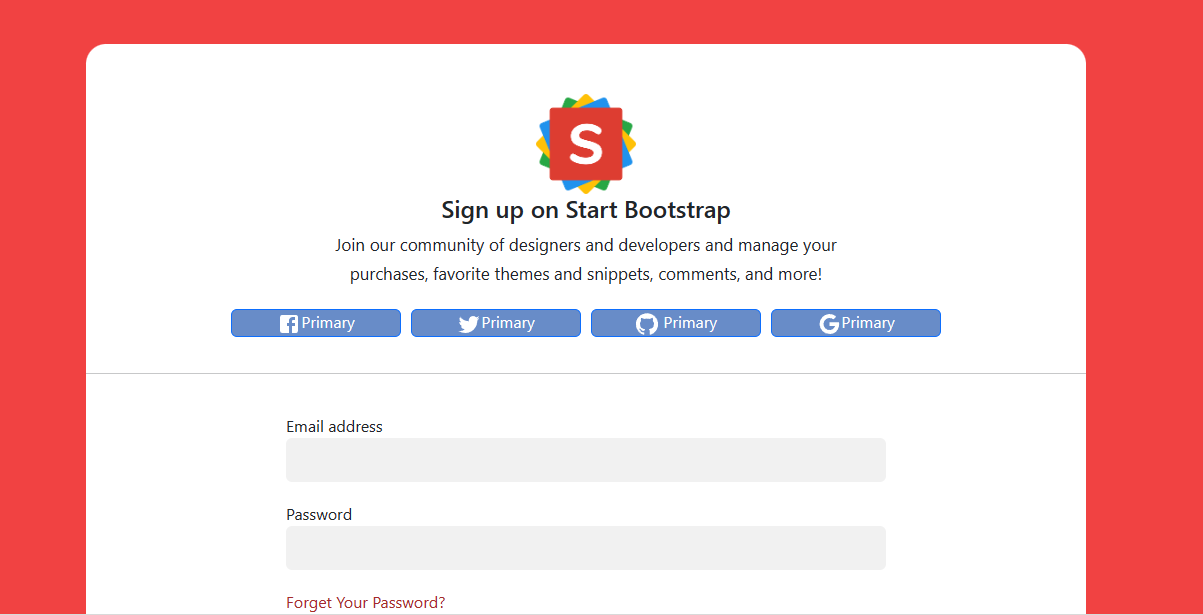 S
Sign up on Start Bootstrap
Join our community of designers and developers and manage your
purchases, favorite themes and snippets, comments, and more!
Primary Primary Primary Primary
Email address
Password
Forget Your Password?